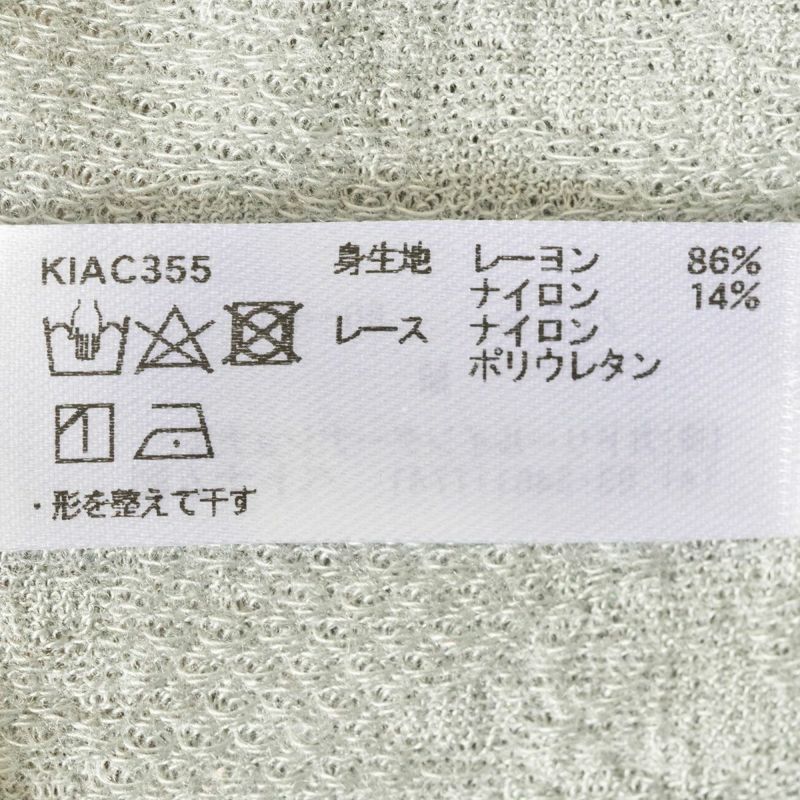 KIAC355
身生地 レーヨン 86%
ナイロン 14%
レース ナイロン
ポリウレタン
・形を整えて干す